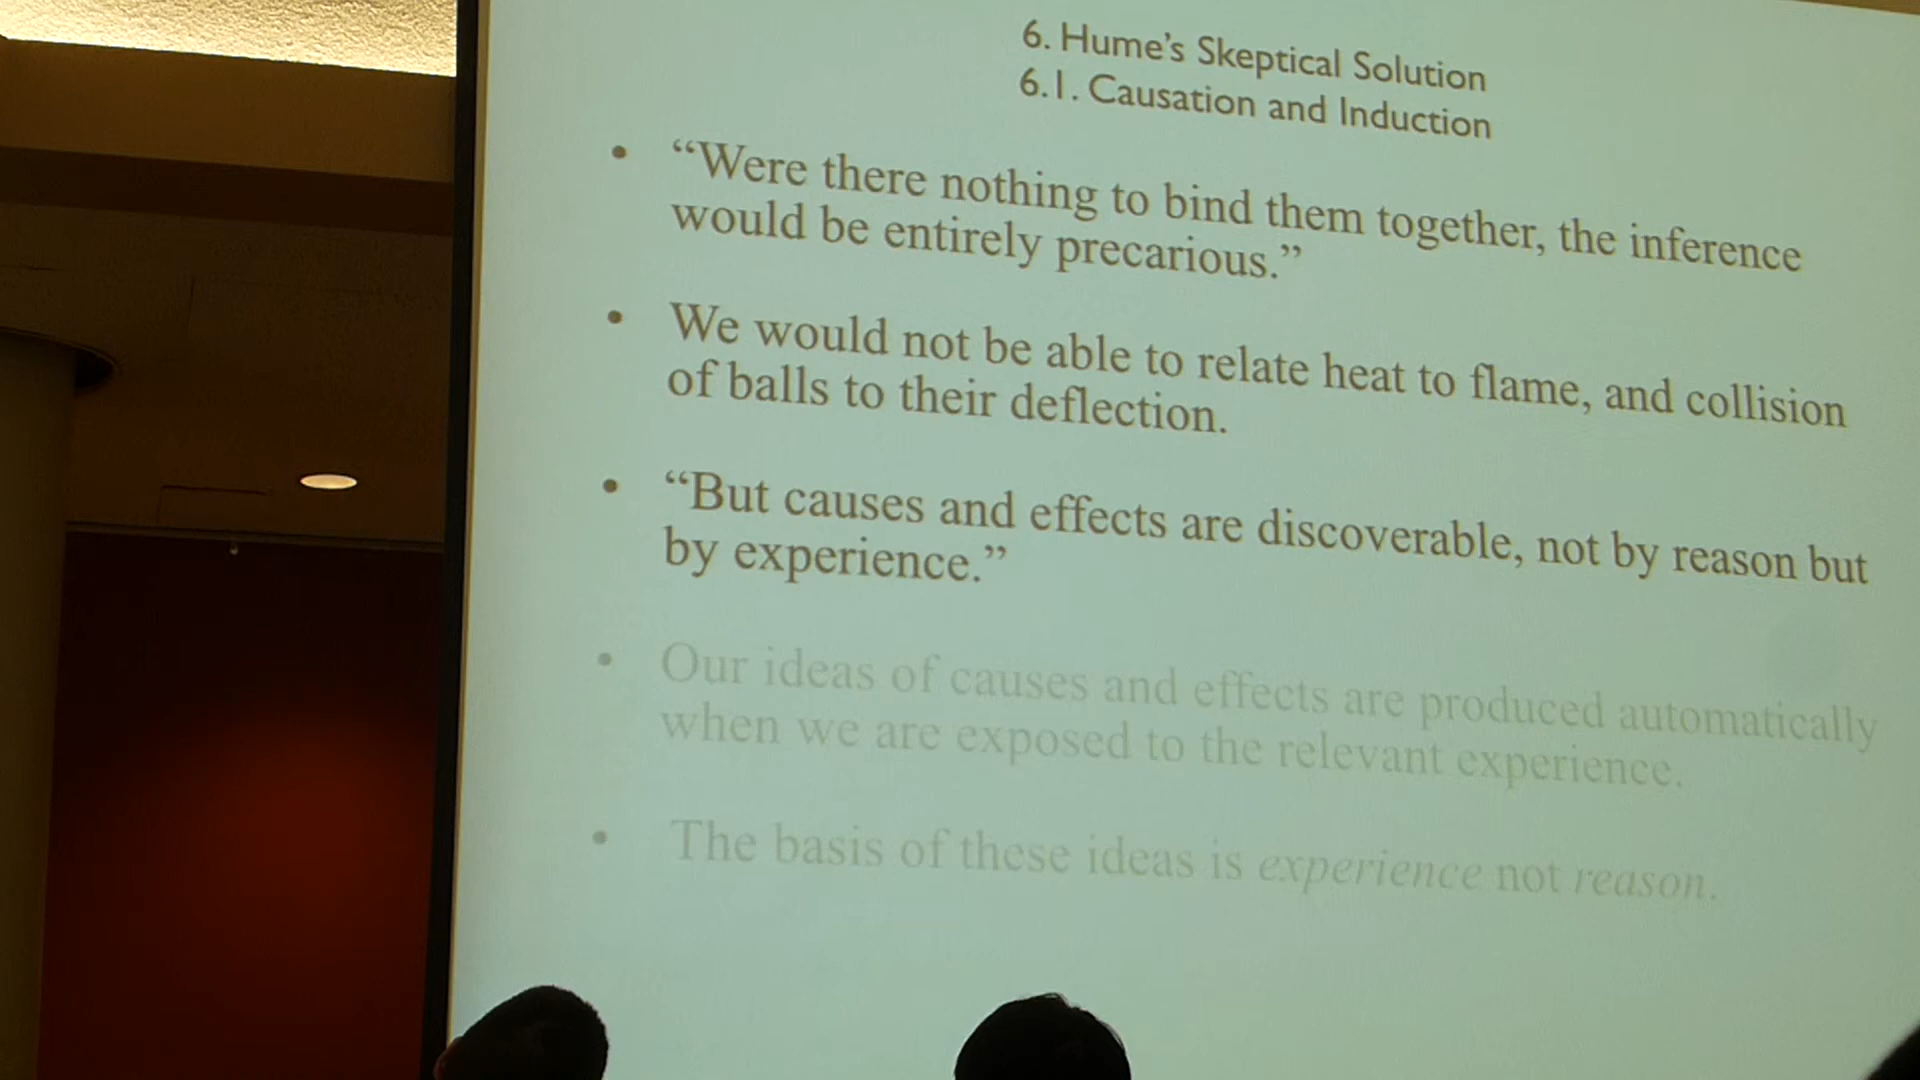 6. Hume's Skeptical Solution
6.1. Causation and Induction
• “Were there nothing to bind them together, the inference
would be entirely precarious.”
• We would not be able to relate heat to flame, and collision
of balls to their deflection.
• “But causes and effects are discoverable, not by reason but
by experience.”
• Our ideas of causes and effects are produced automatically
when we are exposed to the relevant experience.
• The basis of these ideas is experience not reason.